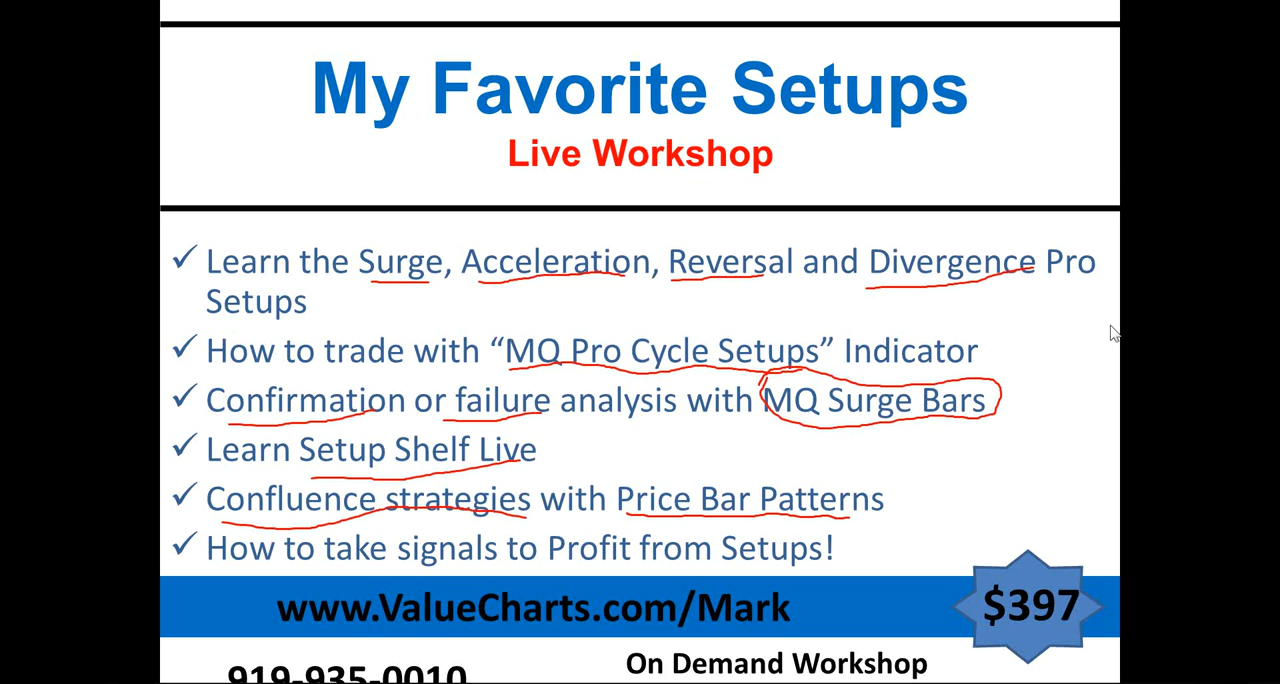 My Favorite Setups
Live Workshop
✓ Learn the Surge, Acceleration, Reversal and Divergence Pro
Setups
✓ How to trade with “MQ Pro Cycle Setups” Indicator
✓ Confirmation or failure analysis with MQ Surge Bars
✓ Learn Setup Shelf Live
✓ Confluence strategies with Price Bar Patterns
✓ How to take signals to Profit from Setups!
www.ValueCharts.com/Mark
$397
919-935-0010
On Demand Workshop